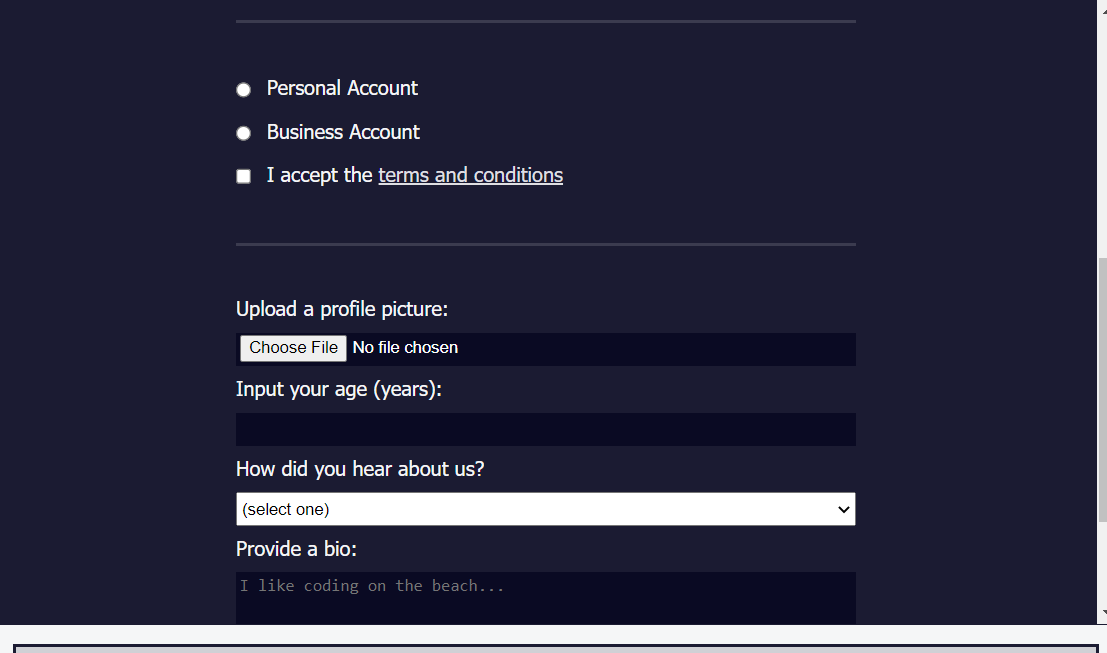 Personal Account
Business Account
I accept the terms and conditions
Upload a profile picture:
Choose File No file chosen
Input your age (years):
How did you hear about us?
(select one)
Provide a bio:
I like coding on the beach...